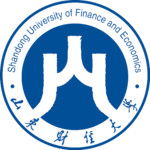 Shandong University of Finance and Economics
山东财经大学